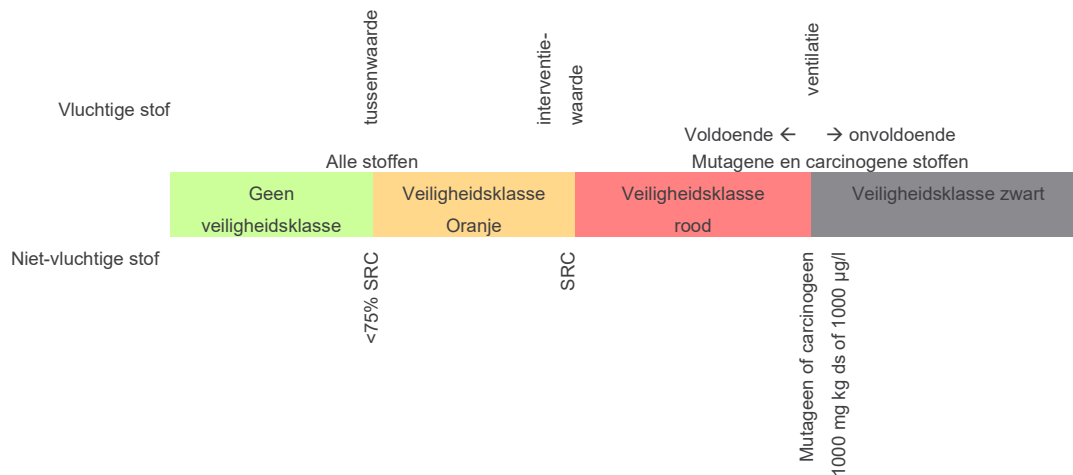 tussenwaarde
interventie-
waarde
ventilatie
Vluchtige stof
Voldoende ← → onvoldoende
Alle stoffen
Mutagene en carcinogene stoffen
Geen
veiligheidsklasse
Veiligheidsklasse
Oranje
Veiligheidsklasse
rood
Veiligheidsklasse zwart
Niet-vluchtige stof
<75% SRC
SRC
Mutageen of carcinogeen
1000 mg kg ds of 1000 µg/l